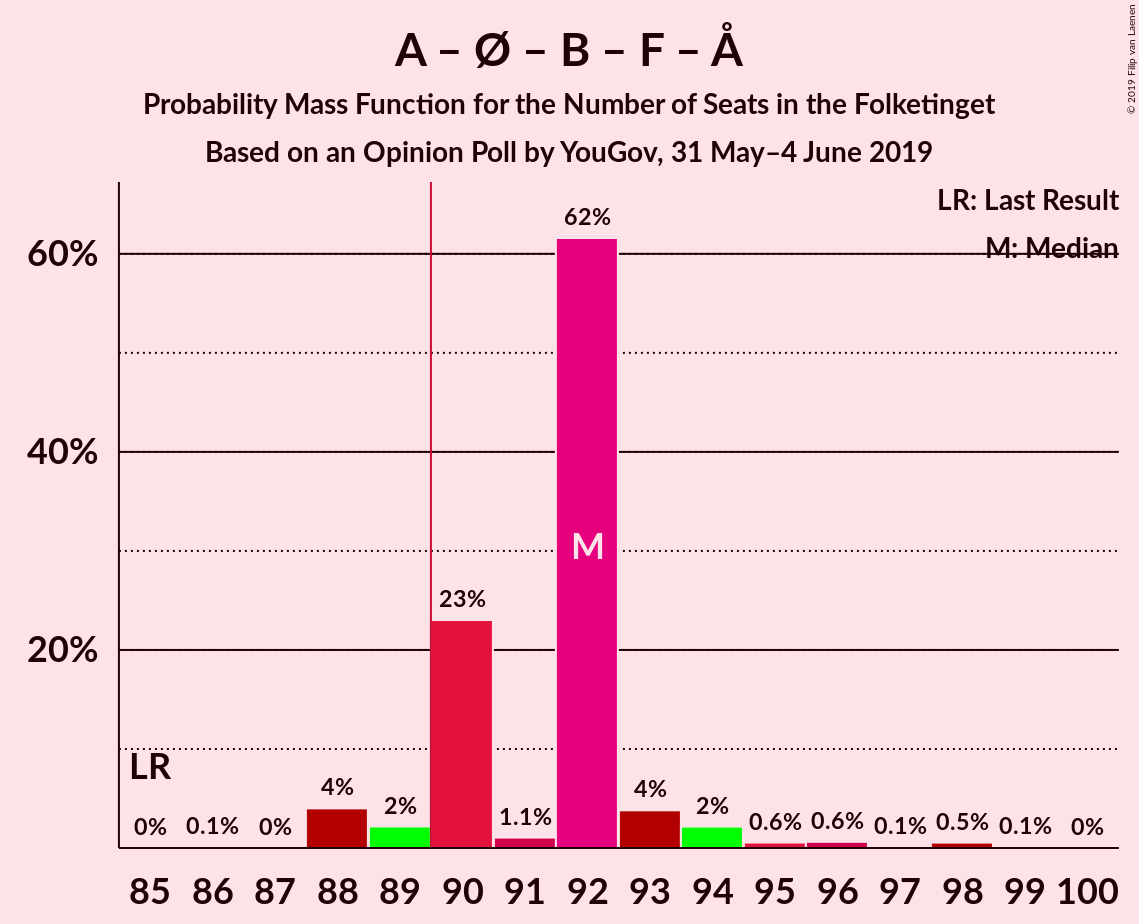 A – Ø – B – F – Å
Probability Mass Function for the Number of Seats in the Folketinget
Based on an Opinion Poll by YouGov, 31 May–4 June 2019
© 2019 Filip van Laenen
LR: Last Result
M: Median
60%
40%
20%
62%
M
23%
LR
0%
0.1%
0%
4%
2%
1.1%
4%
2%
0.6%
0.6%
0.1%
0.5%
0.1%
0%
85 86 87 88 89 90 91 92 93 94 95 96 97 98 99 100